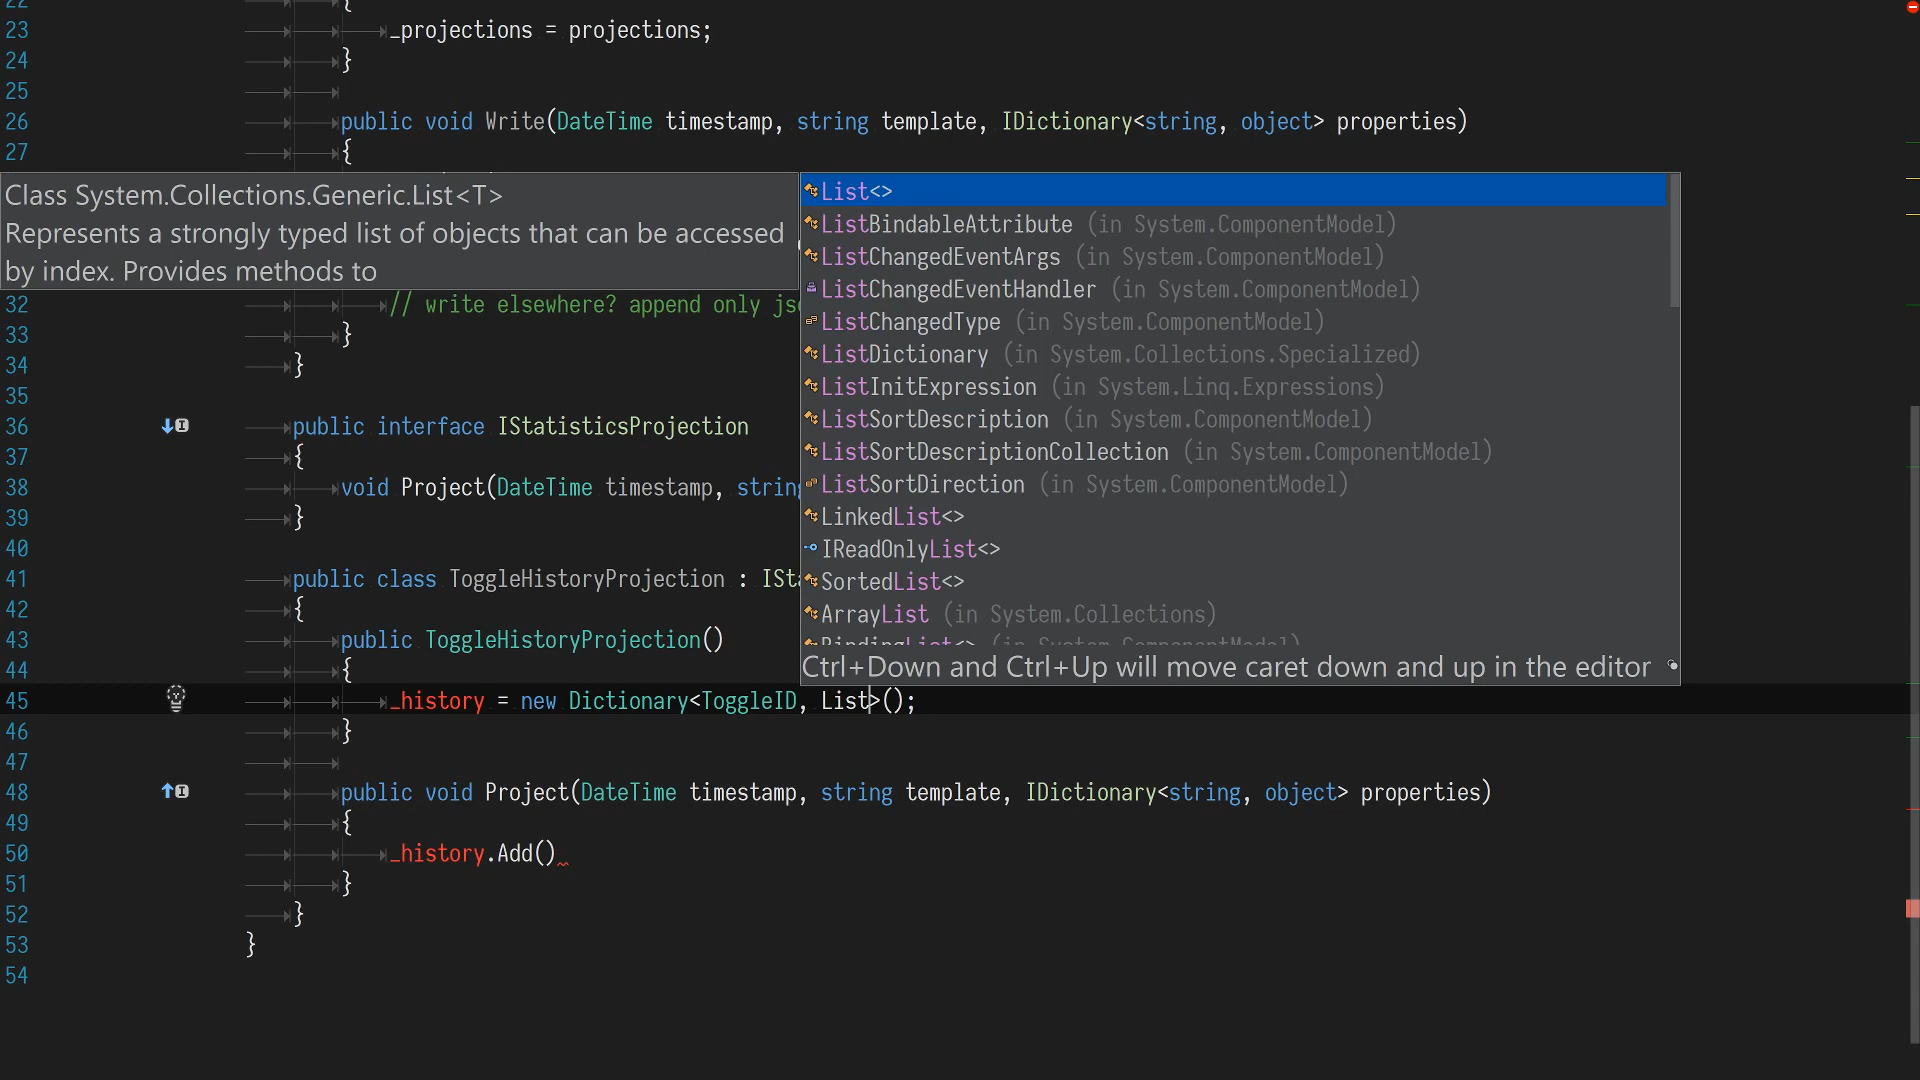 22 {
23 _projections = projections;
24 }
25
26 public void Write(DateTime timestamp, string template, IDictionary<string, object> properties)
27 {
Class System.Collections.Generic.List<T>
Represents a strongly typed list of objects that can be accessed
by index. Provides methods to
List<>
ListBindableAttribute (in System.ComponentModel)
ListChangedEventArgs (in System.ComponentModel)
ListChangedEventHandler (in System.ComponentModel)
ListChangedType (in System.ComponentModel)
ListDictionary (in System.Collections.Specialized)
ListInitExpression (in System.Linq.Expressions)
ListSortDescription (in System.ComponentModel)
ListSortDescriptionCollection (in System.ComponentModel)
ListSortDirection (in System.ComponentModel)
LinkedList<>
IReadOnlyList<>
SortedList<>
ArrayList (in System.Collections)
BindingList<> (in System.ComponentModel)
Ctrl+Down and Ctrl+Up will move caret down and up in the editor
32 // write elsewhere? append only js
33 }
34 }
35
36 public interface IStatisticsProjection
37 {
38 void Project(DateTime timestamp, string
39 }
40
41 public class ToggleHistoryProjection : ISta
42 {
43 public ToggleHistoryProjection()
44 {
45 _history = new Dictionary<ToggleID, List>();
46 }
47
48 public void Project(DateTime timestamp, string template, IDictionary<string, object> properties)
49 {
50 _history.Add()
51 }
52 }
53 }
54